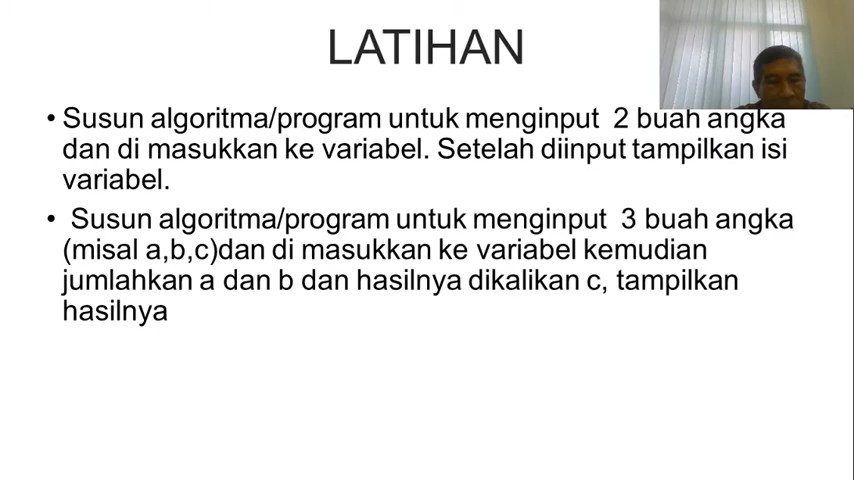 LATIHAN
• Susun algoritma/program untuk menginput 2 buah angka
dan di masukkan ke variabel. Setelah diinput tampilkan isi
variabel.
• Susun algoritma/program untuk menginput 3 buah angka
(misal a,b,c)dan di masukkan ke variabel kemudian
jumlahkan a dan b dan hasilnya dikalikan c, tampilkan
hasilnya